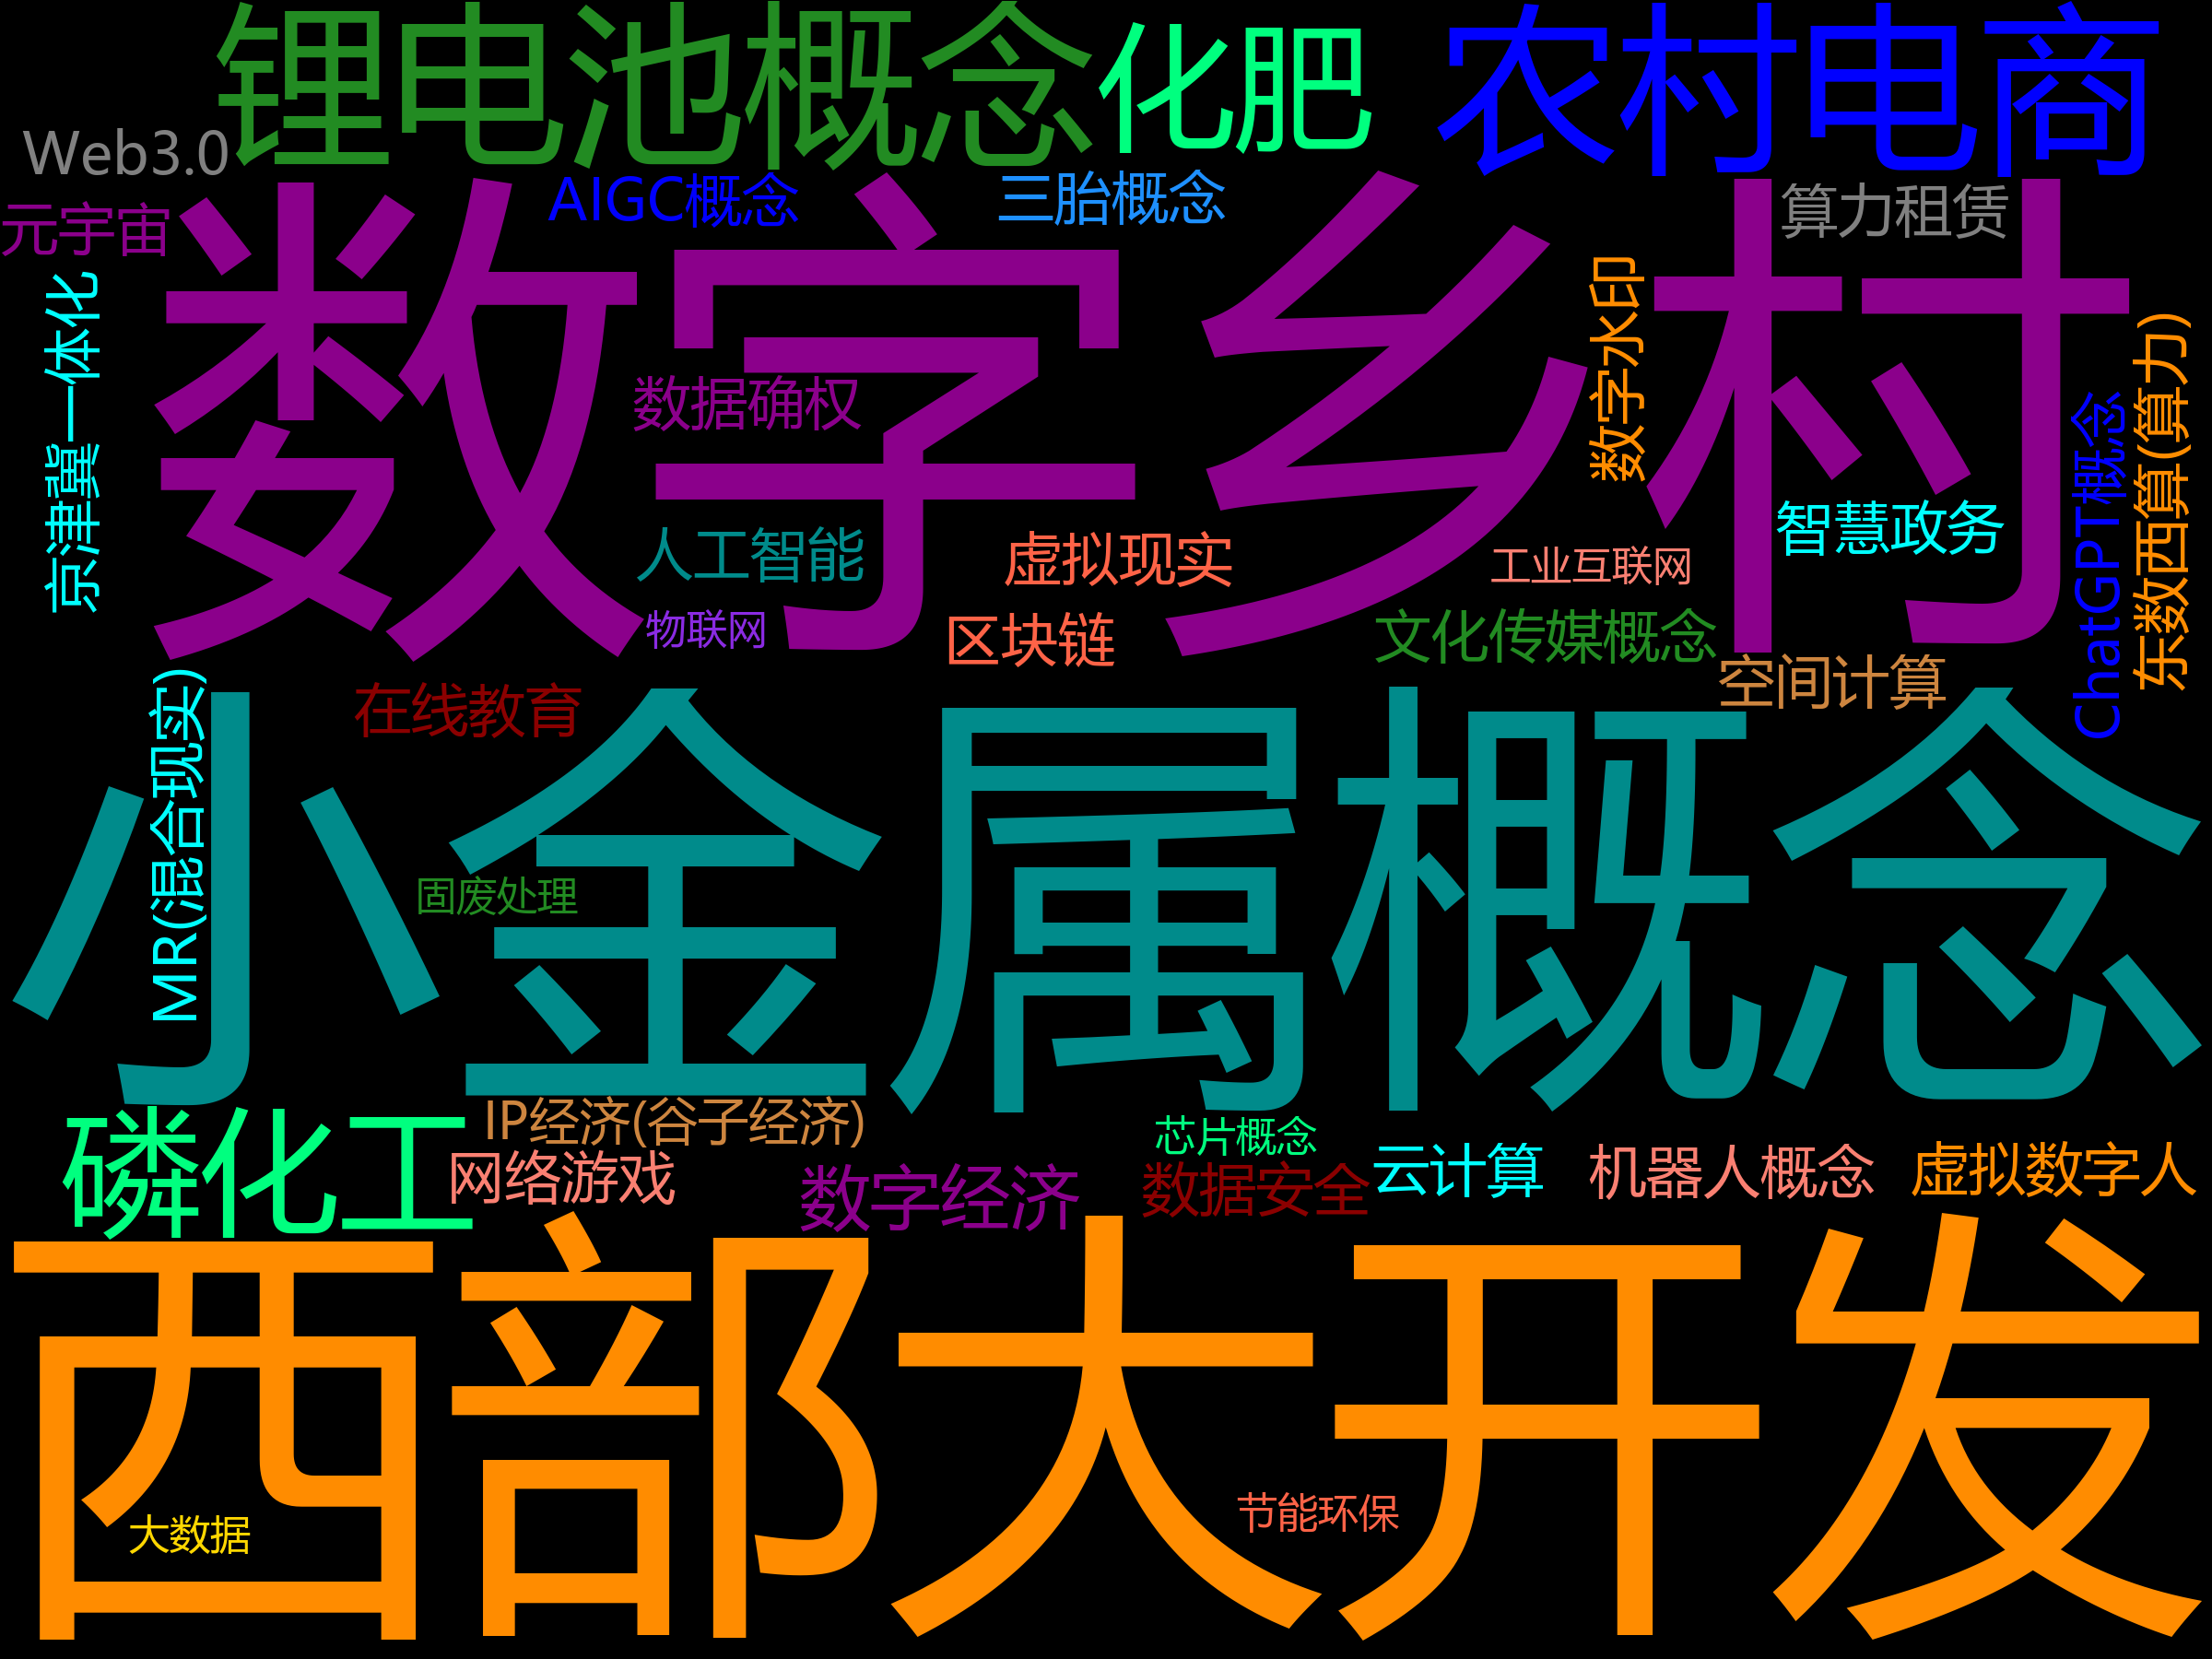 锂电池概念
化肥
农村电商
Web3.0
AIGC概念
三胎概念
算力租赁
元宇宙
数字乡村
京津冀一体化
数据确权
数字水印
ChatGPT概念
东数西算(算力)
人工智能
虚拟现实
工业互联网
智慧政务
物联网
区块链
文化传媒概念
空间计算
在线教育
MR(混合现实)
小金属概念
固废处理
磷化工
IP经济(谷子经济)
网络游戏
芯片概念
数字经济
数据安全
云计算
机器人概念
虚拟数字人
西部大开发
大数据
节能环保